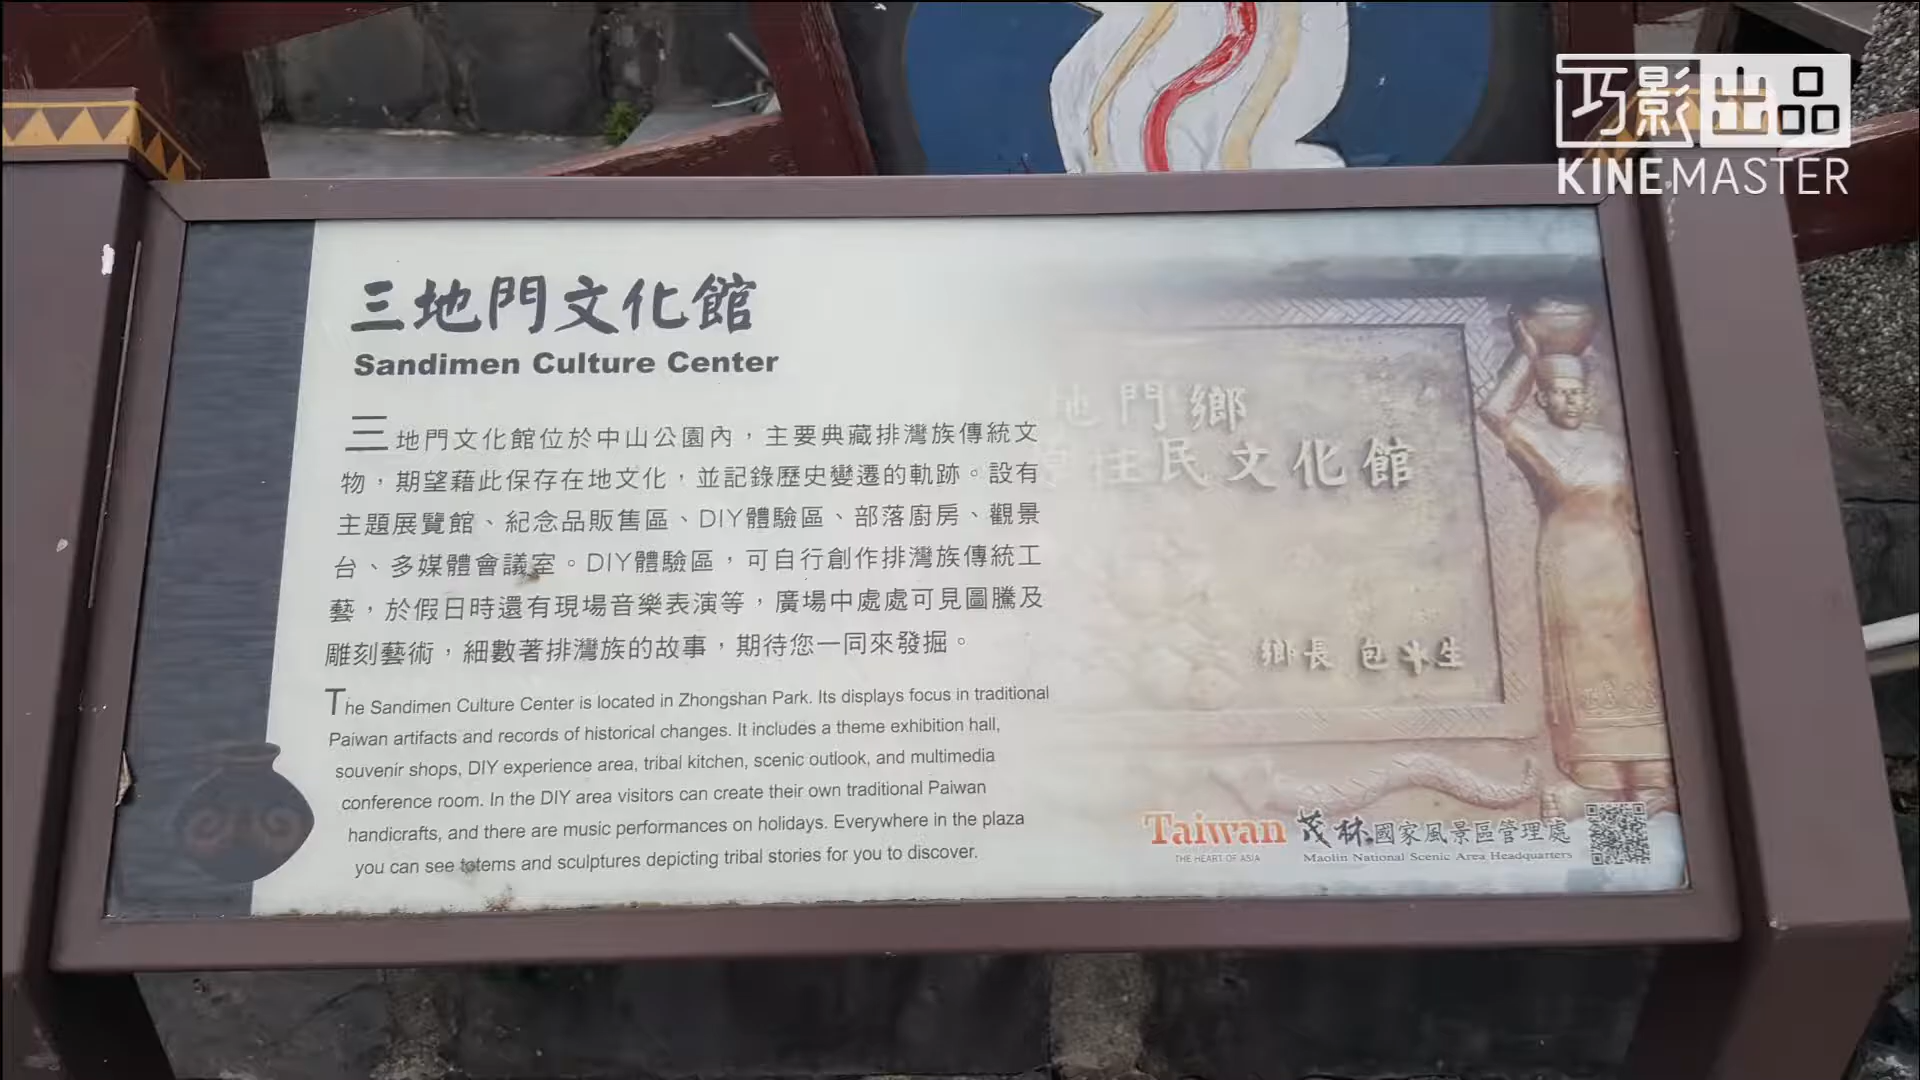 巧影出品
KINEMASTER
三地門文化館
Sandimen Culture Center
三地門文化館位於中山公園內，主要典藏排灣族傳統文
物，期望藉此保存在地文化，並記錄歷史變遷的軌跡。設有
主題展覽館、紀念品販售區、DIY體驗區、部落廚房、觀景
台、多媒體會議室。DIY體驗區，可自行創作排灣族傳統工
藝，於假日時還有現場音樂表演等，廣場中處處可見圖騰及
雕刻藝術，細數著排灣族的故事，期待您一同來發掘。
The Sandimen Culture Center is located in Zhongshan Park. Its displays focus in traditional
Paiwan artifacts and records of historical changes. It includes a theme exhibition hall,
souvenir shops, DIY experience area, tribal kitchen, scenic outlook, and multimedia
conference room. In the DIY area visitors can create their own traditional Paiwan
handicrafts, and there are music performances on holidays. Everywhere in the plaza
you can see totems and sculptures depicting tribal stories for you to discover.
地門鄉
住民文化館
鄉長 包斗生
Taiwan
THE HEART OF ASIA
茂林國家風景區管理處
Maolin National Scenic Area Headquarters